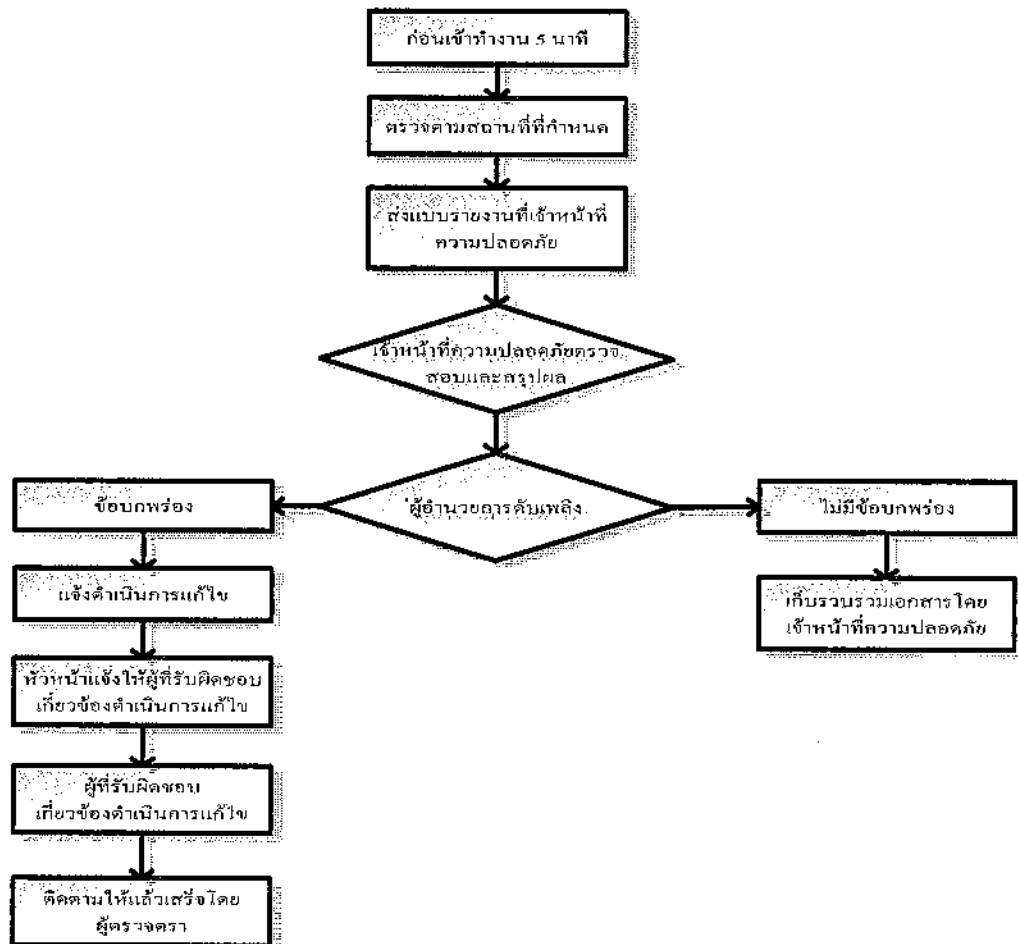 ก่อนเข้าทำงาน 5 นาที
ตรวจตามสถานที่ที่กำหนด
ส่งแบบรายงานที่เจ้าหน้าที่
ความปลอดภัย
เจ้าหน้าที่ความปลอดภัยตรวจ
สอบและสรุปผล
ผู้อำนวยการดับเพลิง
ข้อบกพร่อง
ไม่มีข้อบกพร่อง
แจ้งดำเนินการแก้ไข
เก็บรวบรวมเอกสารโดย
เจ้าหน้าที่ความปลอดภัย
หัวหน้าแจ้งให้ผู้ที่รับผิดชอบ
เกี่ยวข้องดำเนินการแก้ไข
ผู้ที่รับผิดชอบ
เกี่ยวข้องดำเนินการแก้ไข
ติดตามให้แล้วเสร็จโดย
ผู้ตรวจตรา